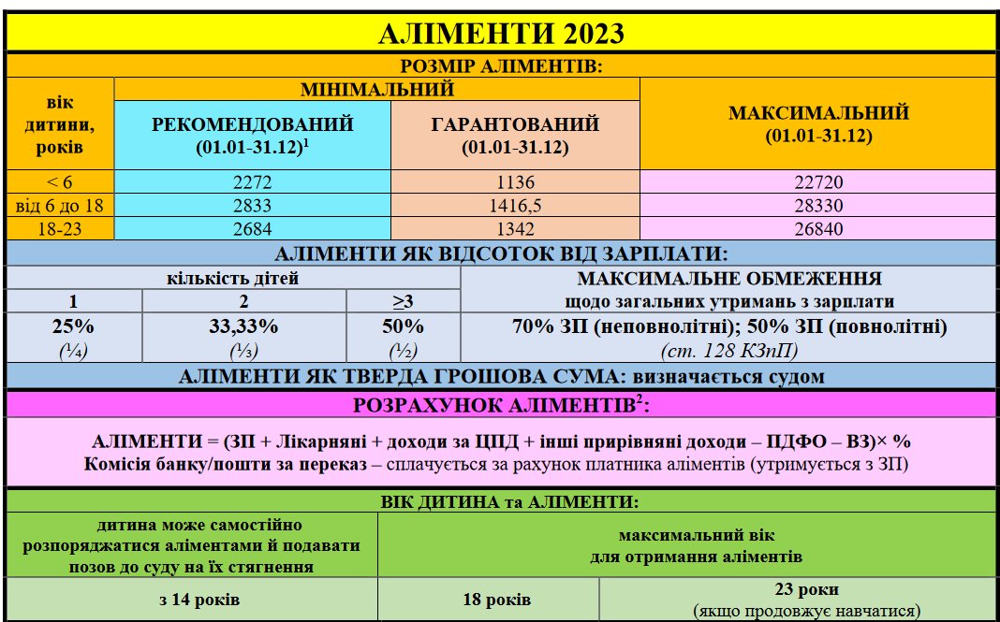 АЛІМЕНТИ 2023
РОЗМІР АЛІМЕНТІВ:
вік
дитини,
років
МІНІМАЛЬНИЙ
РЕКОМЕНДОВАНИЙ
(01.01-31.12)¹
ГАРАНТОВАНИЙ
(01.01-31.12)
МАКСИМАЛЬНИЙ
(01.01-31.12)
< 6 2272 1136 22720
від 6 до 18 2833 1416,5 28330
18-23 2684 1342 26840
АЛІМЕНТИ ЯК ВІДСОТОК ВІД ЗАРПЛАТИ:
кількість дітей
1 2 ≥3
МАКСИМАЛЬНЕ ОБМЕЖЕННЯ
щодо загальних утримань з зарплати
25% 33,33% 50%
(¼) (⅓) (½)
70% ЗП (неповнолітні); 50% ЗП (повнолітні)
(ст. 128 КЗпП)
АЛІМЕНТИ ЯК ТВЕРДА ГРОШОВА СУМА: визначається судом
РОЗРАХУНОК АЛІМЕНТІВ²:
АЛІМЕНТИ = (ЗП + Лікарняні + доходи за ЦПД + інші прирівняні доходи – ПДФО – ВЗ)× %
Комісія банку/пошти за переказ – сплачується за рахунок платника аліментів (утримується з ЗП)
ВІК ДИТИНА та АЛІМЕНТИ:
дитина може самостійно
розпоряджатися аліментами й подавати
позов до суду на їх стягнення
максимальний вік
для отримання аліментів
з 14 років
18 років
23 роки
(якщо продовжує навчатися)